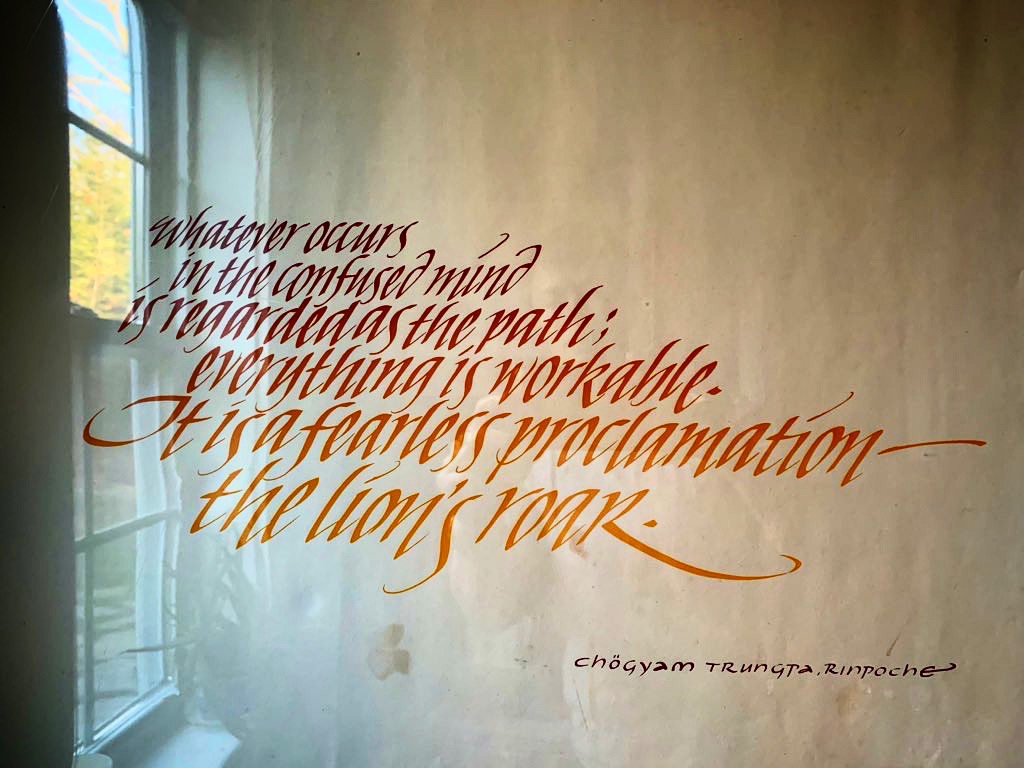 whatever occurs
in the confused mind
is regarded as the path;
everything is workable.
It is a fearless proclamation—
the lion's roar.
chögyam Trungpa, Rinpoche